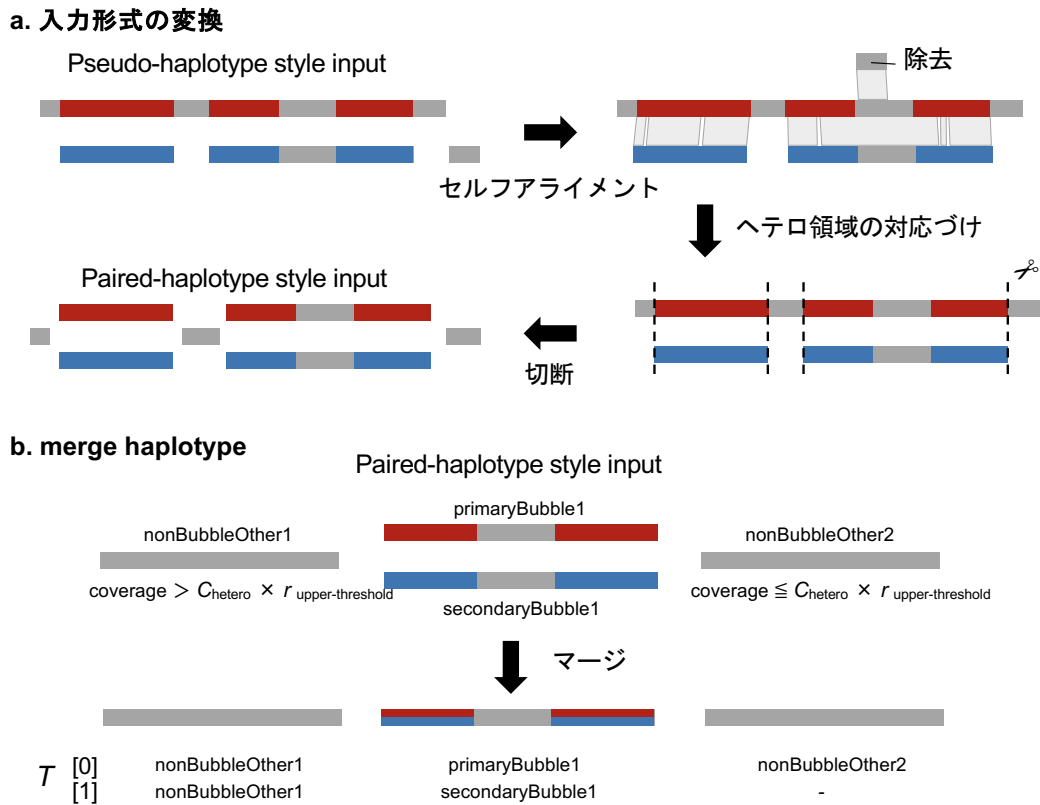 a. 入力形式の変換
Pseudo-haplotype style input
除去
セルフアライメント
ヘテロ領域の対応づけ
Paired-haplotype style input
切断
b. merge haplotype
Paired-haplotype style input
primaryBubble1
nonBubbleOther1
nonBubbleOther2
coverage > Chetero × r upper-threshold
coverage ≦ Chetero × r upper-threshold
secondaryBubble1
マージ
T [0] nonBubbleOther1 primaryBubble1 nonBubbleOther2
[1] nonBubbleOther1 secondaryBubble1 -